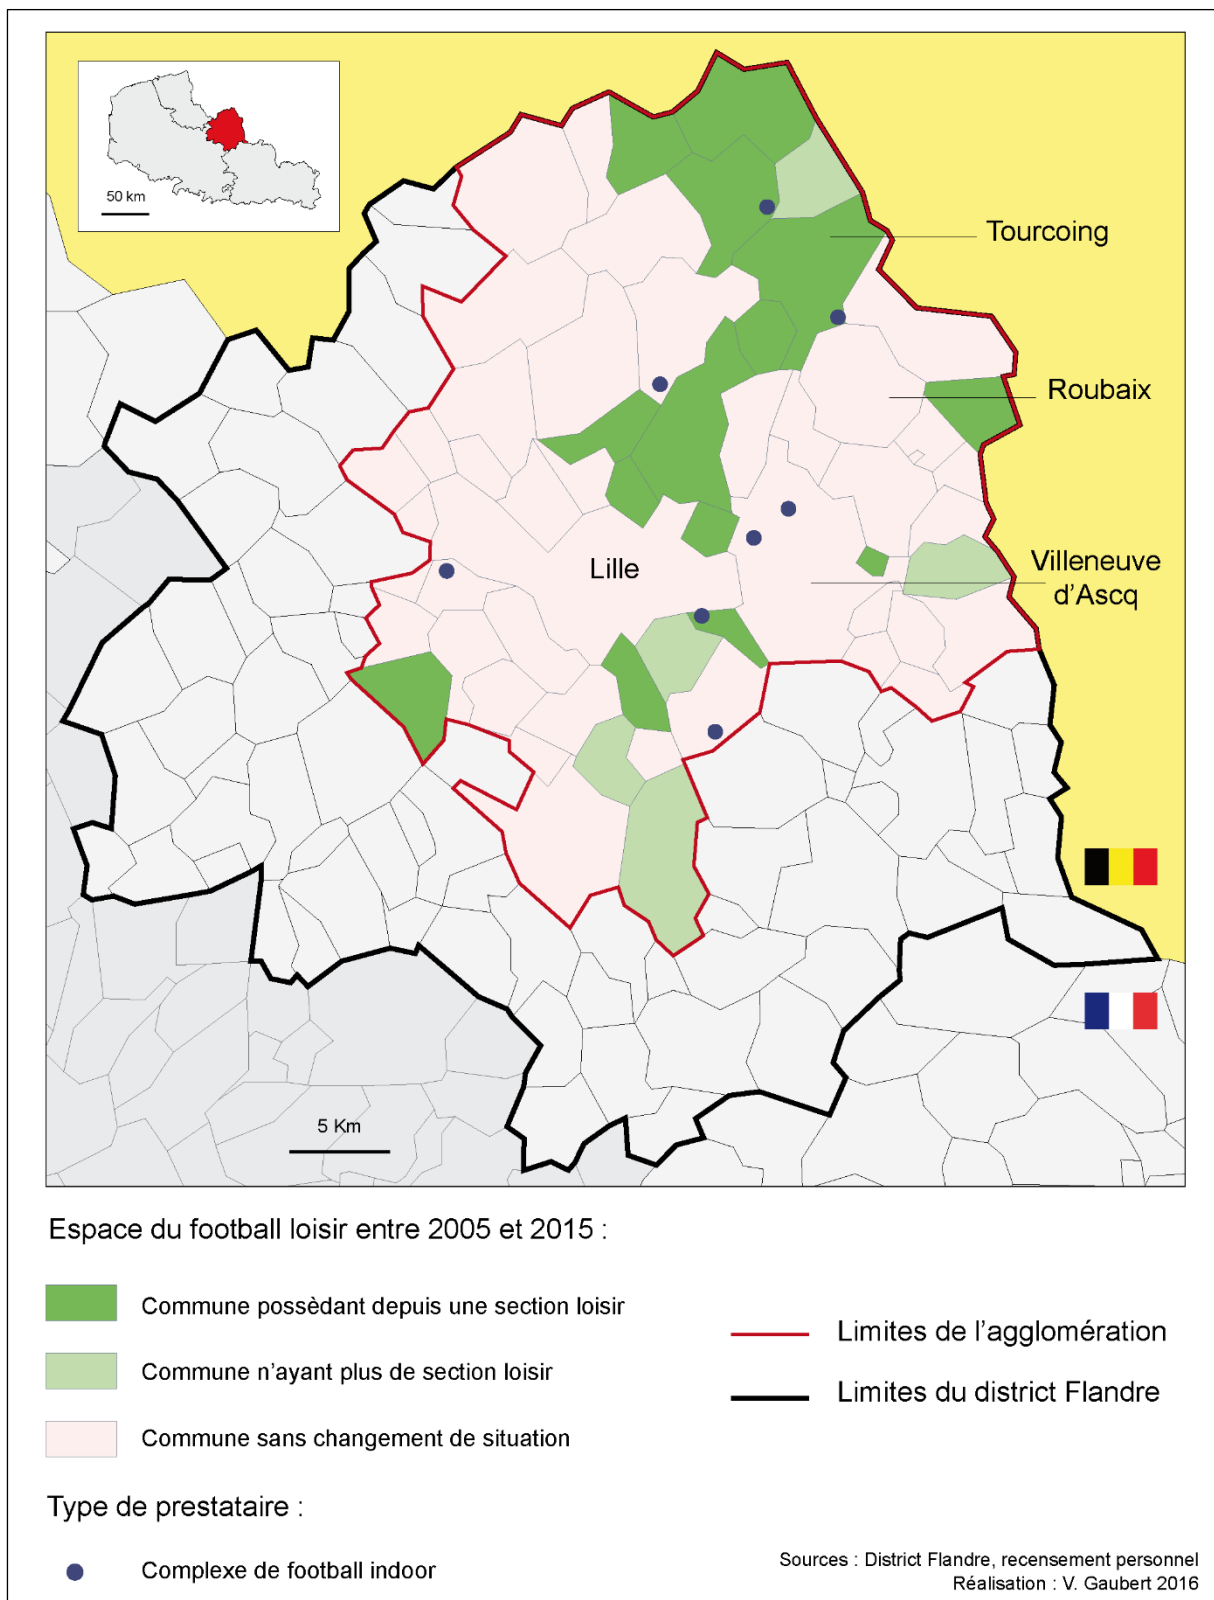 50 km
Tourcoing
Roubaix
Lille
Villeneuve
d'Ascq
5 Km
Espace du football loisir entre 2005 et 2015 :
Commune possèdant depuis une section loisir
Commune n'ayant plus de section loisir
Commune sans changement de situation
Limites de l'agglomération
Limites du district Flandre
Type de prestataire :
Complexe de football indoor
Sources : District Flandre, recensement personnel
Réalisation : V. Gaubert 2016